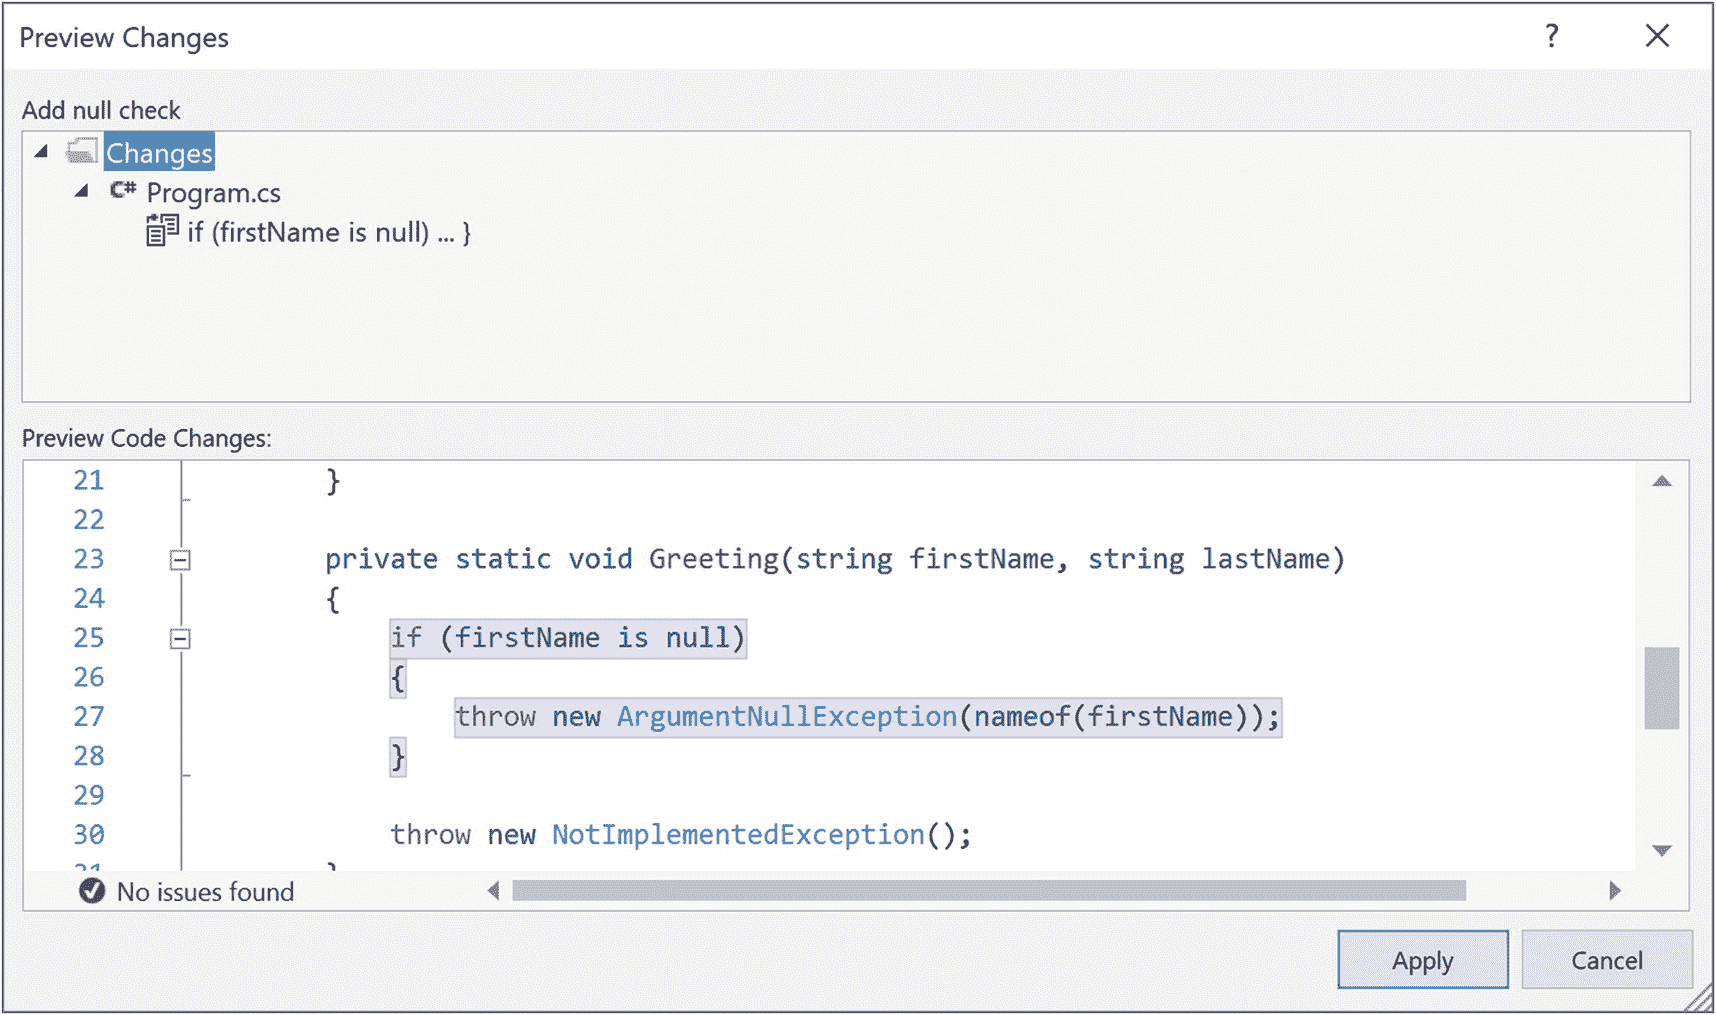 Preview Changes ?
Add null check
Changes
C# Program.cs
if (firstName is null) ... }
Preview Code Changes:
21 }
22
23 private static void Greeting(string firstName, string lastName)
24 {
25 if (firstName is null)
26 {
27 throw new ArgumentNullException(nameof(firstName));
28 }
29
30 throw new NotImplementedException();
31 }
No issues found
Apply Cancel